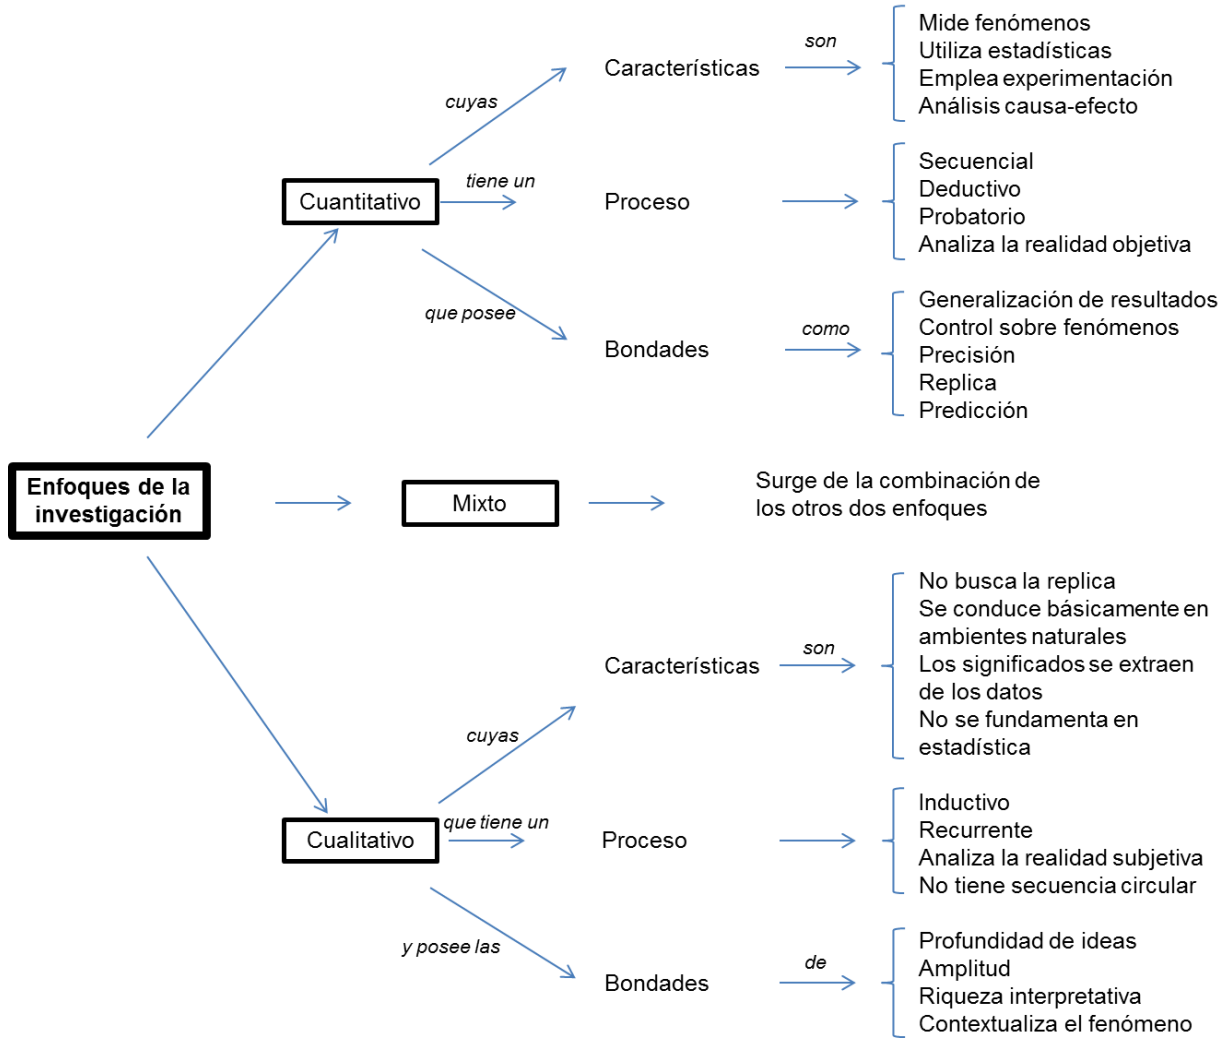 Enfoques de la
investigación
Cuantitativo
cuyas
Caracterísficas
son
Mide fenómenos
Utiliza estadísticas
Emplea experimentación
Análisis causa-efecto
tiene un
Proceso
Secuencial
Deductivo
Probatorio
Analiza la realidad objetiva
que posee
Bondades
como
Generalización de resultados
Control sobre fenómenos
Precisión
Replica
Predicción
Mixto
Surge de la combinación de
los otros dos enfoques
Cualitativo
cuyas
Característícas
son
No busca la replica
Se conduce básicamente en
ambientes naturales
Los significados se extraen
de los datos
No se fundamenta en
estadística
que tiene un
Proceso
Inductivo
Recurrente
Analiza la realidad subjetiva
No tiene secuencia circular
y posee las
Bondades
de
Profundidad de ideas
Amplitud
Riqueza interpretativa
Contextualiza el fenómeno